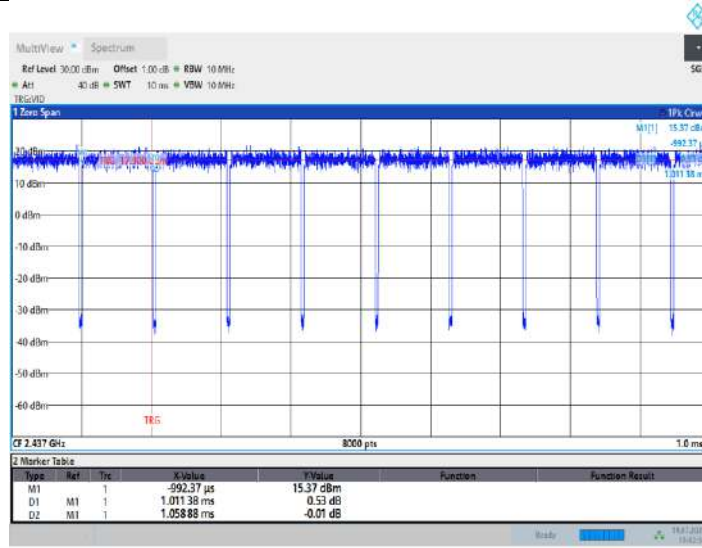 MultiView Spectrum
Ref Level 30.00 dBm Offset 1.00 dB RBW 10 MHz
Att 40 dB SWT 10 ms VBW 10 MHz
TRG:VID
SG
1 Zero Span 1Pk Clrw
M1[1] 15.37 dB
-992.37 µ
1.011 38 m
20 dBm
10 dBm
0 dBm
-10 dBm
-20 dBm
-30 dBm
-40 dBm
-50 dBm
-60 dBm
TRG
CF 2.437 GHz 8000 pts 1.0 m
2 Marker Table
Type Ref Trc X-Value Y-Value Function Function Result
M1 1 -992.37 µs 15.37 dBm
D1 M1 1 1.011 38 ms 0.53 dB
D2 M1 1 1.058 88 ms -0.01 dB
Ready